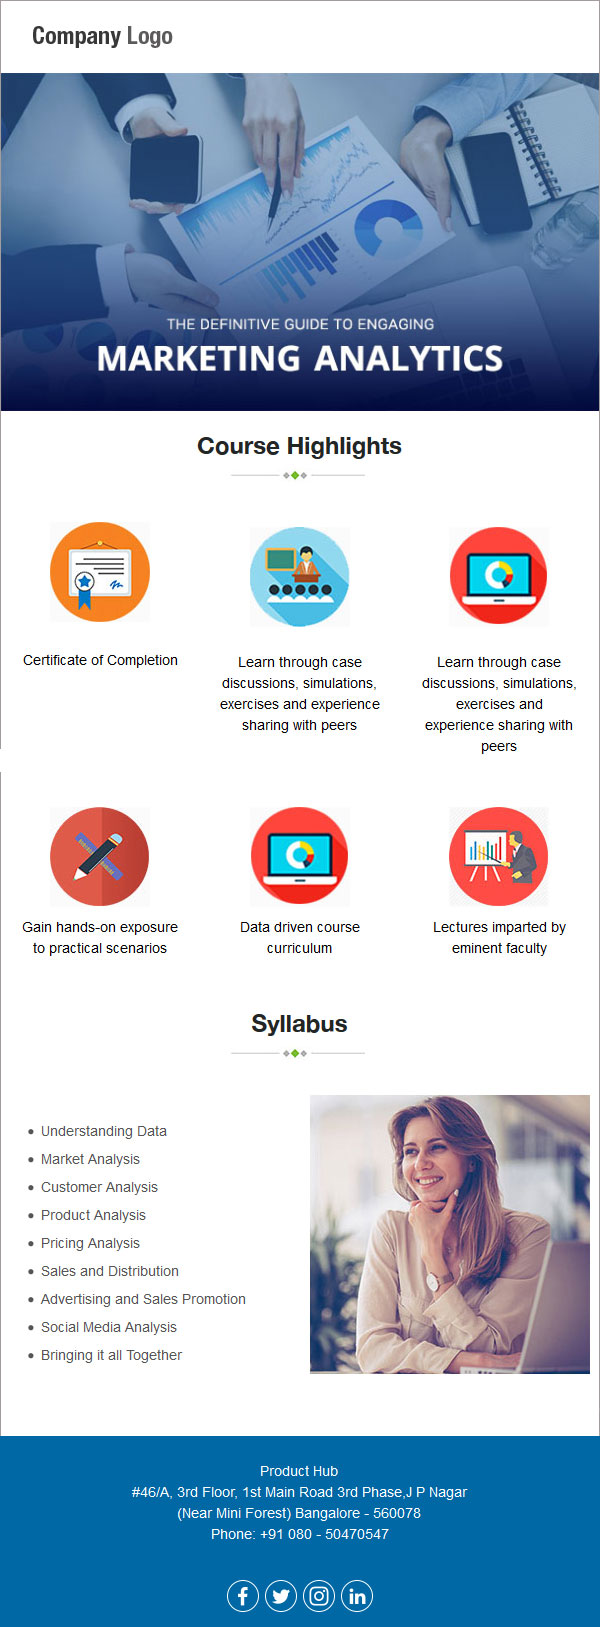 Company Logo
THE DEFINITIVE GUIDE TO ENGAGING
MARKETING ANALYTICS
Course Highlights
Certificate of Completion
Learn through case
discussions, simulations,
exercises and experience
sharing with peers
Learn through case
discussions, simulations,
exercises and
experience sharing with
peers
Gain hands-on exposure
to practical scenarios
Data driven course
curriculum
Lectures imparted by
eminent faculty
Syllabus
• Understanding Data
• Market Analysis
• Customer Analysis
• Product Analysis
• Pricing Analysis
• Sales and Distribution
• Advertising and Sales Promotion
• Social Media Analysis
• Bringing it all Together
Product Hub
#46/A, 3rd Floor, 1st Main Road 3rd Phase,J P Nagar
(Near Mini Forest) Bangalore - 560078
Phone: +91 080 - 50470547